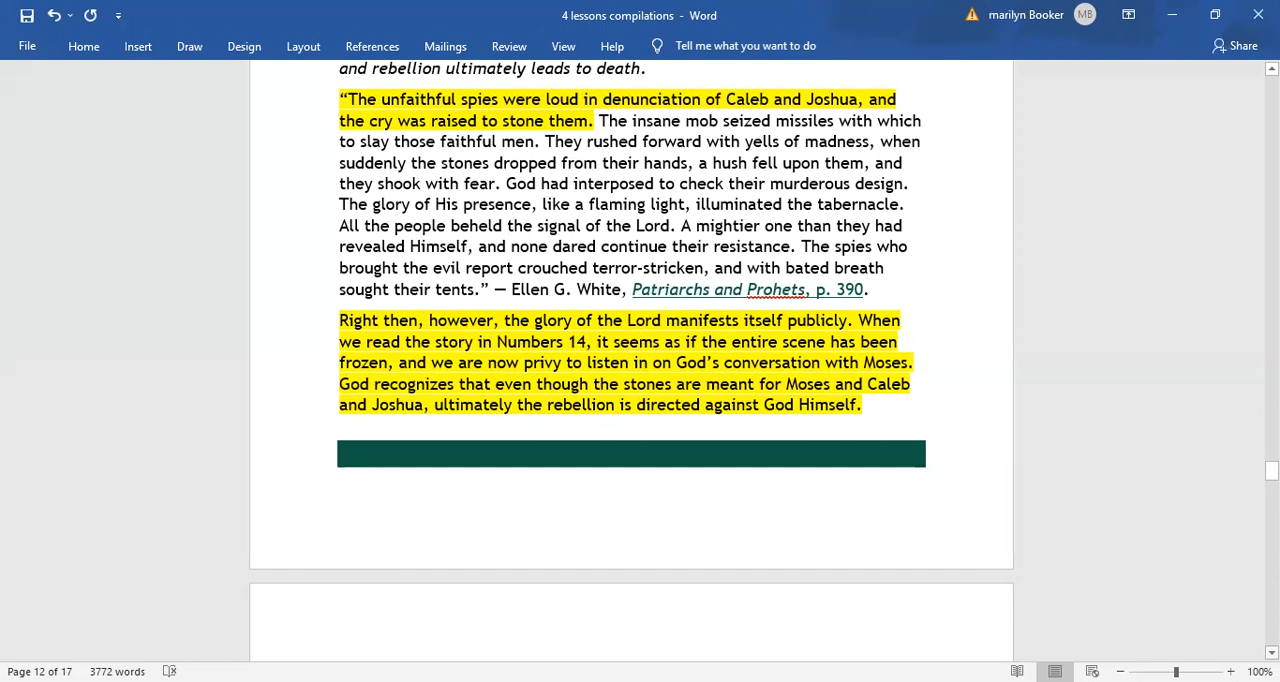 4 lessons compilations - Word
marilyn Booker
MB
File
Home
Insert
Draw
Design
Layout
References
Mailings
Review
View
Help
Tell me what you want to do
Share
and rebellion ultimately leads to death.
“The unfaithful spies were loud in denunciation of Caleb and Joshua, and
the cry was raised to stone them. The insane mob seized missiles with which
to slay those faithful men. They rushed forward with yells of madness, when
suddenly the stones dropped from their hands, a hush fell upon them, and
they shook with fear. God had interposed to check their murderous design.
The glory of His presence, like a flaming light, illuminated the tabernacle.
All the people beheld the signal of the Lord. A mightier one than they had
revealed Himself, and none dared continue their resistance. The spies who
brought the evil report crouched terror-stricken, and with bated breath
sought their tents.” — Ellen G. White, Patriarchs and Prohets, p. 390.
Right then, however, the glory of the Lord manifests itself publicly. When
we read the story in Numbers 14, it seems as if the entire scene has been
frozen, and we are now privy to listen in on God’s conversation with Moses.
God recognizes that even though the stones are meant for Moses and Caleb
and Joshua, ultimately the rebellion is directed against God Himself.
Page 12 of 17
3772 words
100%